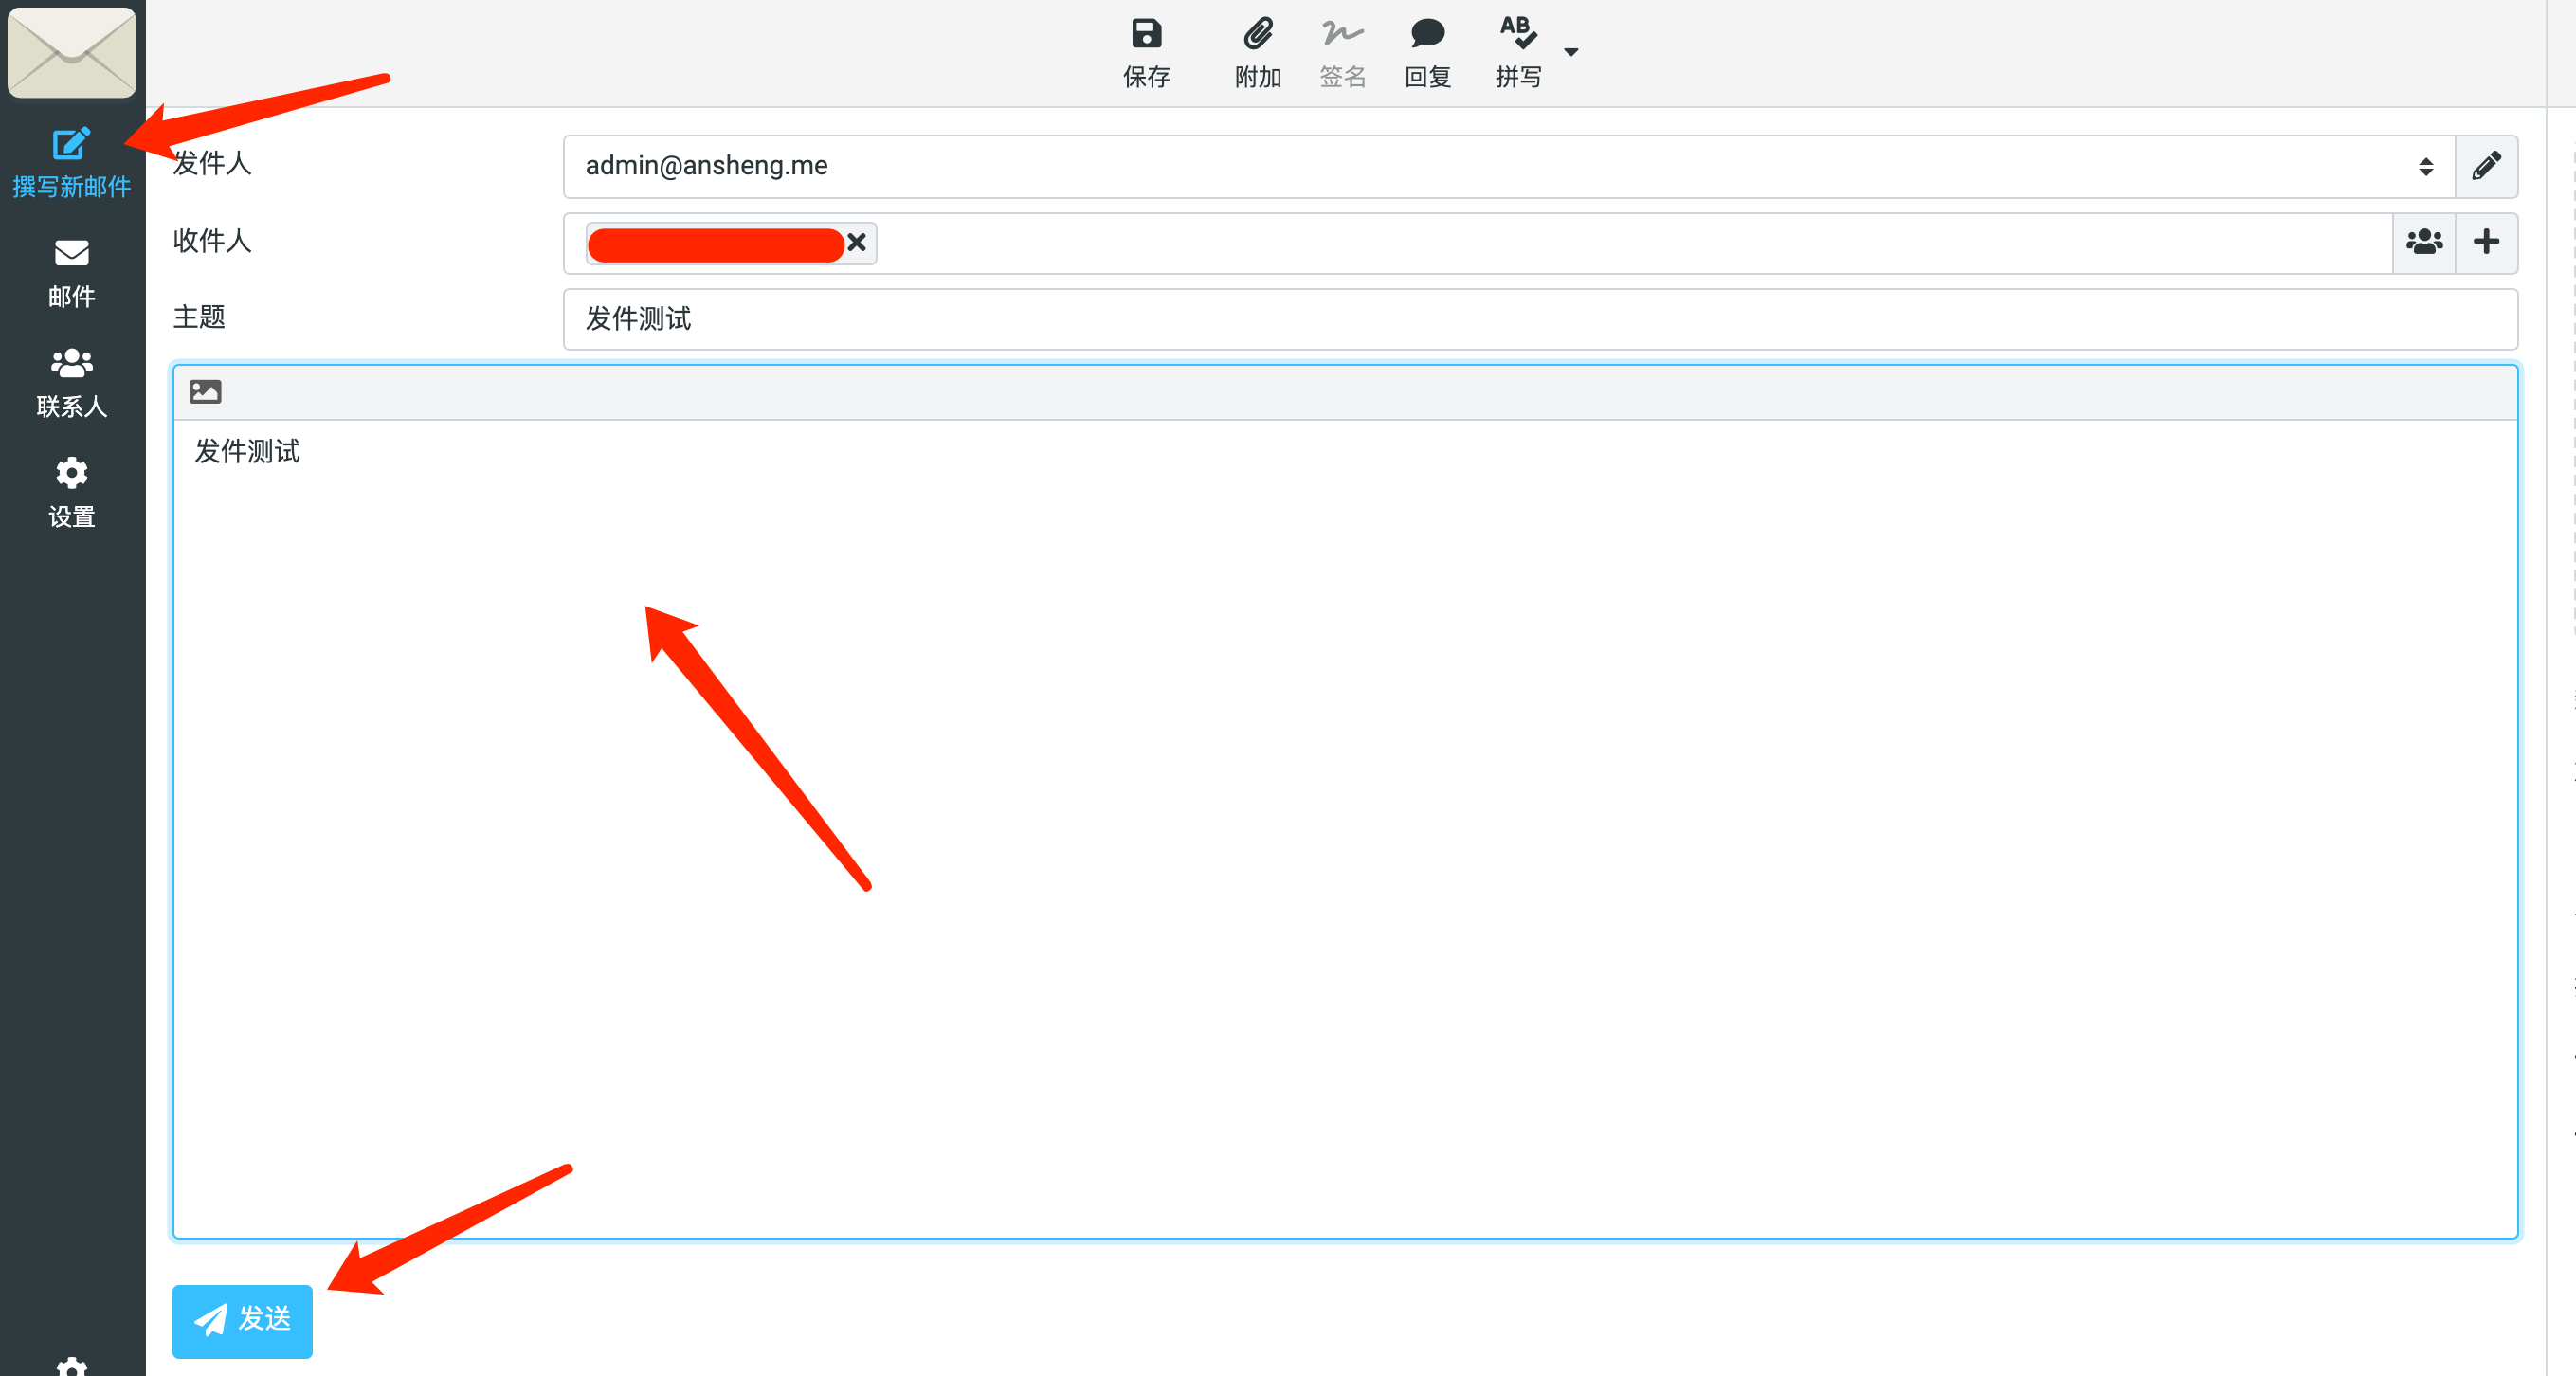 保存
附加
签名
AB
回复
拼写
撰写新邮件
邮件
联系人
设置
发件人
admin@ansheng.me
收件人
主题
发件测试
发件测试
发送